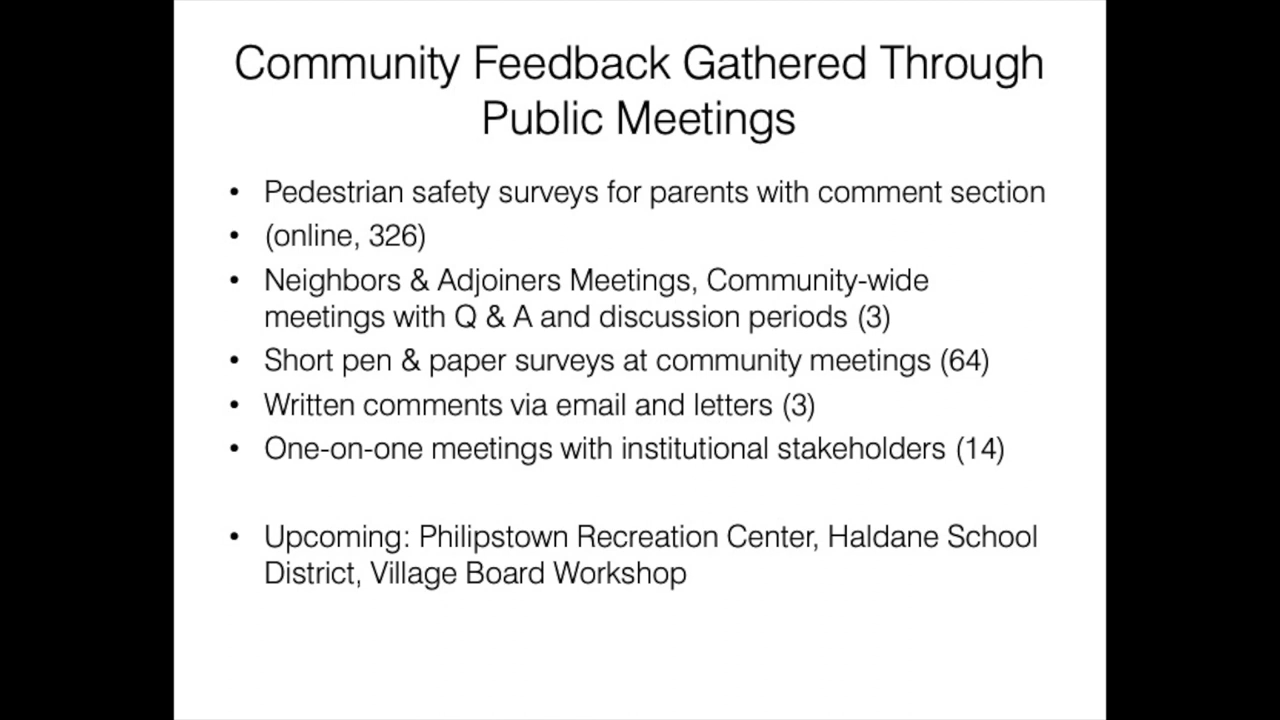 Community Feedback Gathered Through
Public Meetings
• Pedestrian safety surveys for parents with comment section
• (online, 326)
• Neighbors & Adjoiners Meetings, Community-wide
meetings with Q & A and discussion periods (3)
• Short pen & paper surveys at community meetings (64)
• Written comments via email and letters (3)
• One-on-one meetings with institutional stakeholders (14)
• Upcoming: Philipstown Recreation Center, Haldane School
District, Village Board Workshop